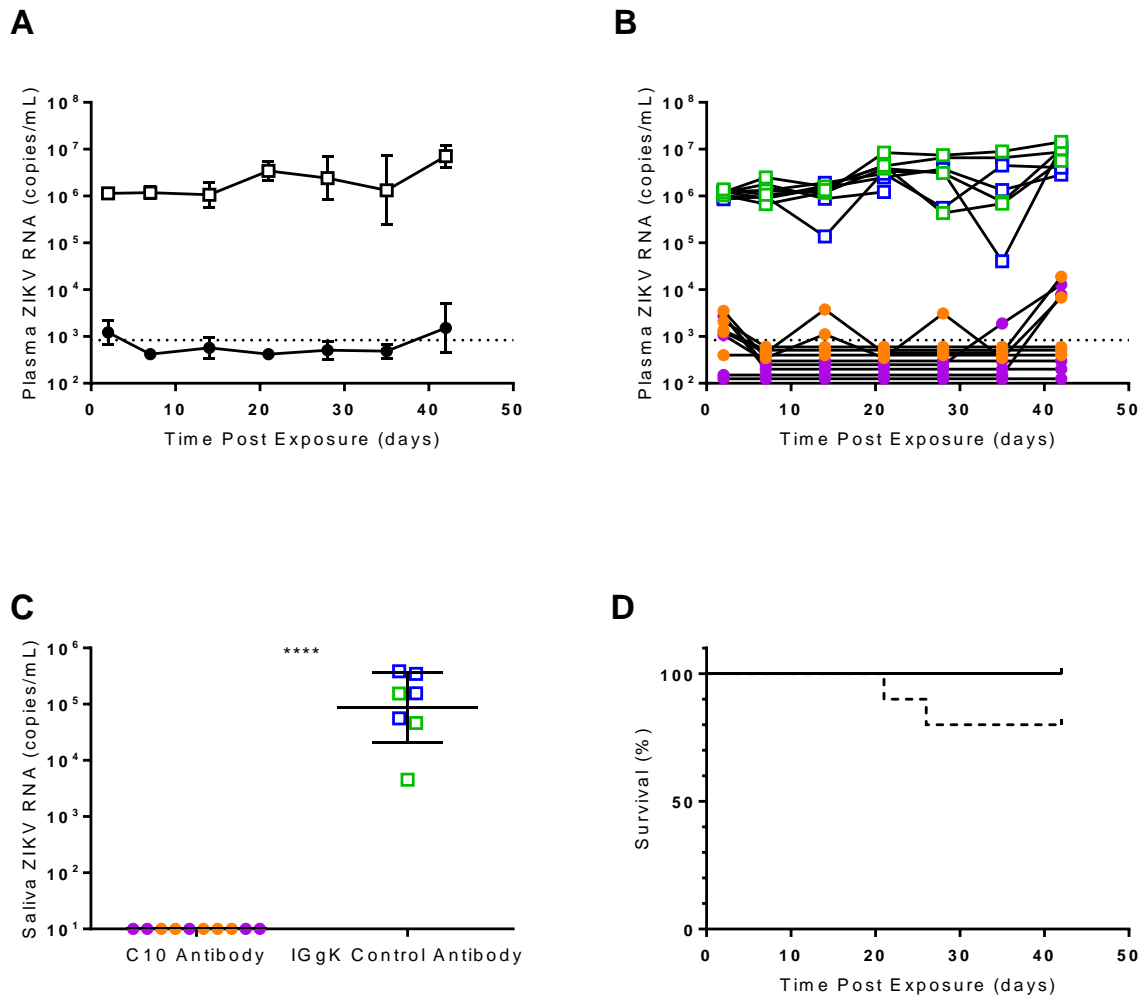 A
Plasma ZIKV RNA (copies/mL)
10^8
10^7
10^6
10^5
10^4
10^3
10^2
0 10 20 30 40 50
Time Post Exposure (days)
B
Plasma ZIKV RNA (copies/mL)
10^8
10^7
10^6
10^5
10^4
10^3
10^2
0 10 20 30 40 50
Time Post Exposure (days)
C
Saliva ZIKV RNA (copies/mL)
10^6
10^5
10^4
10^3
10^2
10^1
****
C10 Antibody IGgK Control Antibody
D
Survival (%)
100
50
0
0 10 20 30 40 50
Time Post Exposure (days)